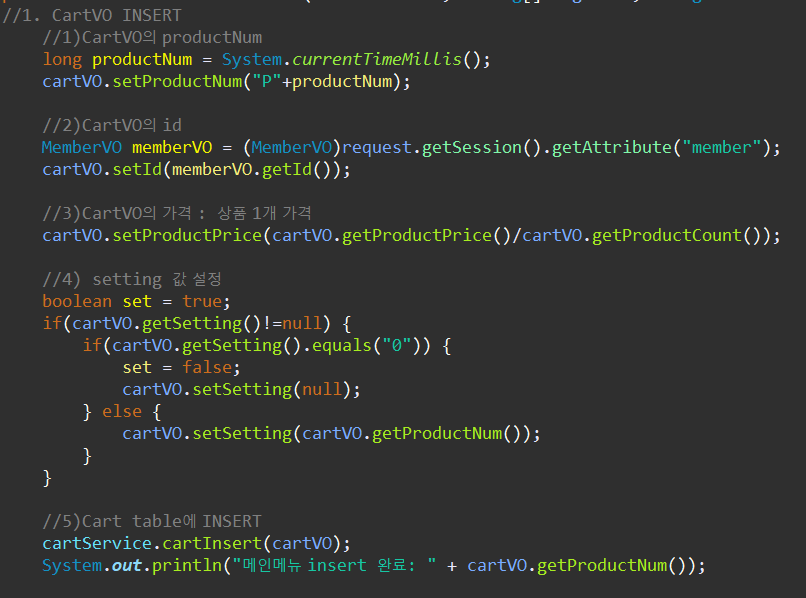 //1. CartVO INSERT
//1)CartVO의 productNum
long productNum = System.currentTimeMillis();
cartVO.setProductNum("P"+productNum);
//2)CartVO의 id
MemberVO memberVO = (MemberVO)request.getSession().getAttribute("member");
cartVO.setId(memberVO.getId());
//3)CartVO의 가격 : 상품 1개 가격
cartVO.setProductPrice(cartVO.getProductPrice()/cartVO.getProductCount());
//4) setting 값 설정
boolean set = true;
if(cartVO.getSetting()!=null) {
if(cartVO.getSetting().equals("0")) {
set = false;
cartVO.setSetting(null);
} else {
cartVO.setSetting(cartVO.getProductNum());
}
}
//5)Cart table에 INSERT
cartService.cartInsert(cartVO);
System.out.println("메인메뉴 insert 완료: " + cartVO.getProductNum());